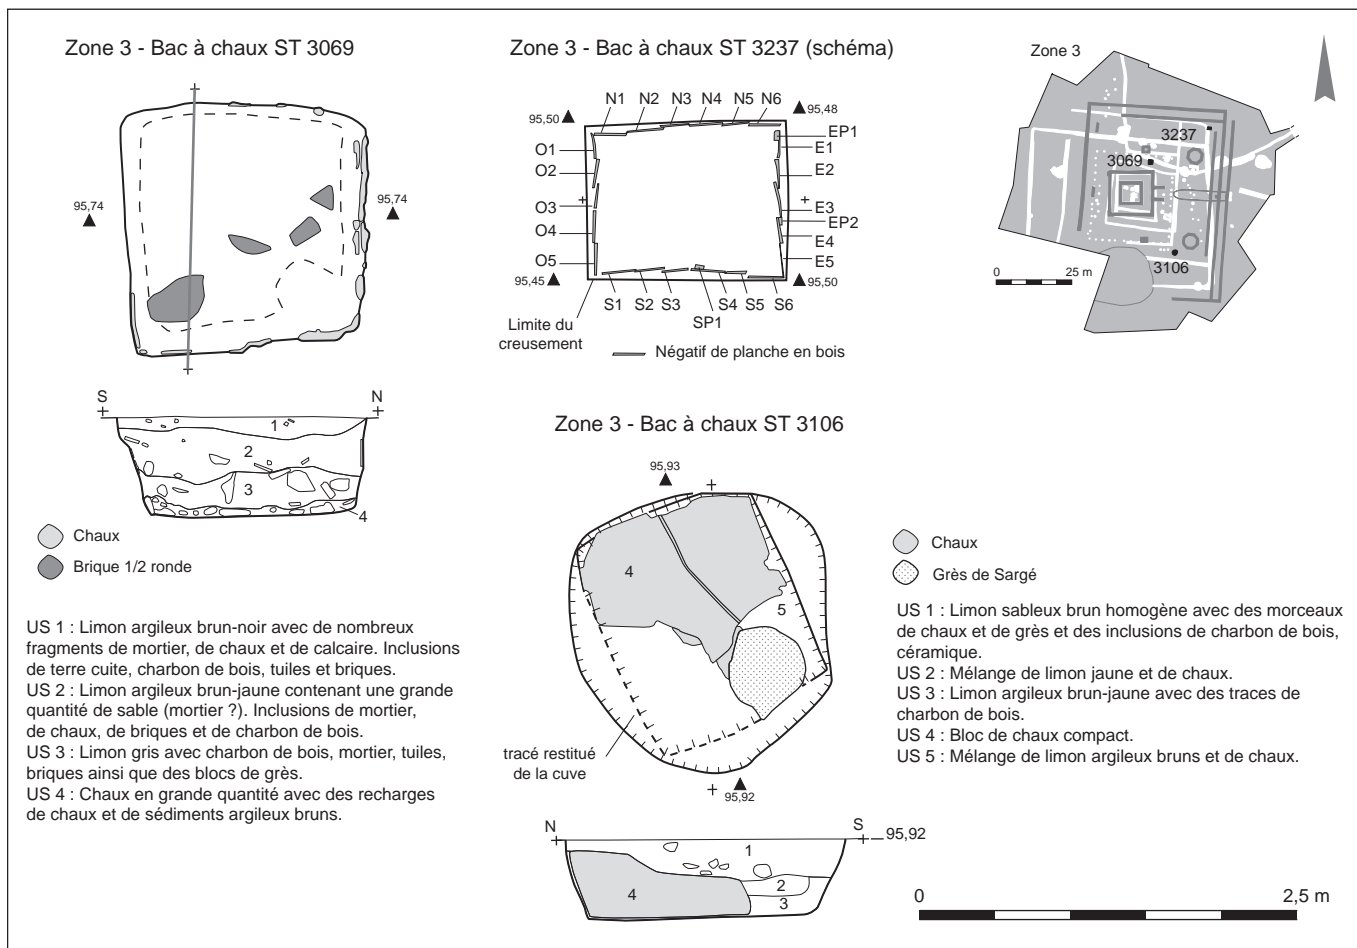 Zone 3 - Bac à chaux ST 3069
95,74
95,74
S
N
1
2
3
4
Chaux
Brique 1/2 ronde
US 1 : Limon argileux brun-noir avec de nombreux
fragments de mortier, de chaux et de calcaire. Inclusions
de terre cuite, charbon de bois, tuiles et briques.
US 2 : Limon argileux brun-jaune contenant une grande
quantité de sable (mortier ?). Inclusions de mortier,
de chaux, de briques et de charbon de bois.
US 3 : Limon gris avec charbon de bois, mortier, tuiles,
briques ainsi que des blocs de grès.
US 4 : Chaux en grande quantité avec des recharges
de chaux et de sédiments argileux bruns.
Zone 3 - Bac à chaux ST 3237 (schéma)
N1 N2 N3 N4 N5 N6
95,50
95,48
O1
O2
O3
O4
O5
EP1
E1
E2
E3
EP2
E4
E5
95,45
95,50
S1 S2 S3 SP1 S4 S5 S6
Limite du
creusement
Négatif de planche en bois
Zone 3
3237
3069
3106
0 25 m
Zone 3 - Bac à chaux ST 3106
95,93
4
5
tracé restitué
de la cuve
95,92
N
S
95,92
1
2
3
4
Chaux
Grès de Sargé
US 1 : Limon sableux brun homogène avec des morceaux
de chaux et de grès et des inclusions de charbon de bois,
céramique.
US 2 : Mélange de limon jaune et de chaux.
US 3 : Limon argileux brun-jaune avec des traces de
charbon de bois.
US 4 : Bloc de chaux compact.
US 5 : Mélange de limon argileux bruns et de chaux.
0 2,5 m